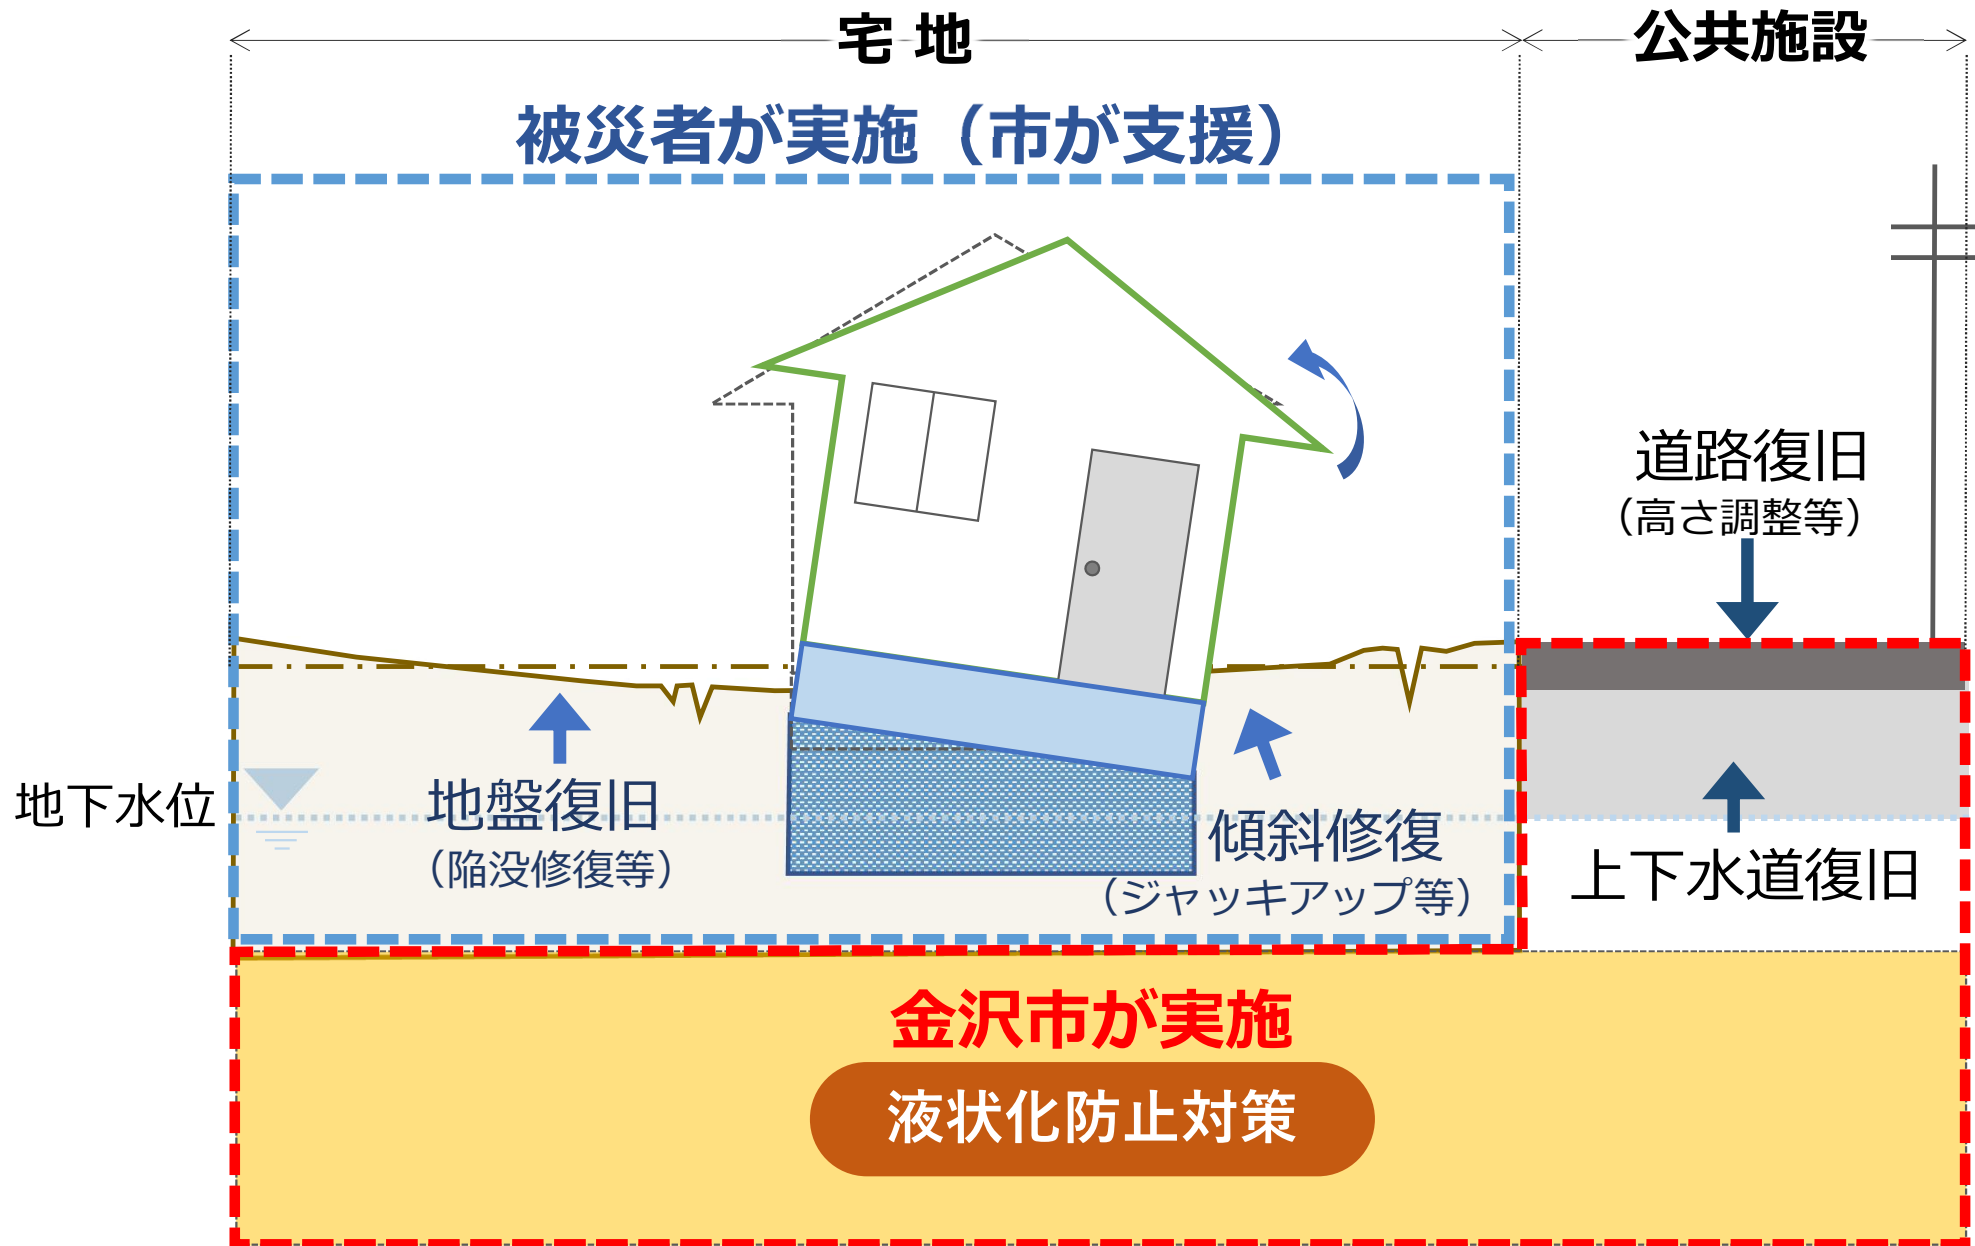 宅 地
公共施設
被災者が実施（市が支援）
道路復旧
（高さ調整等）
地下水位
地盤復旧
（陥没修復等）
傾斜修復
（ジャッキアップ等）
上下水道復旧
金沢市が実施
液状化防止対策